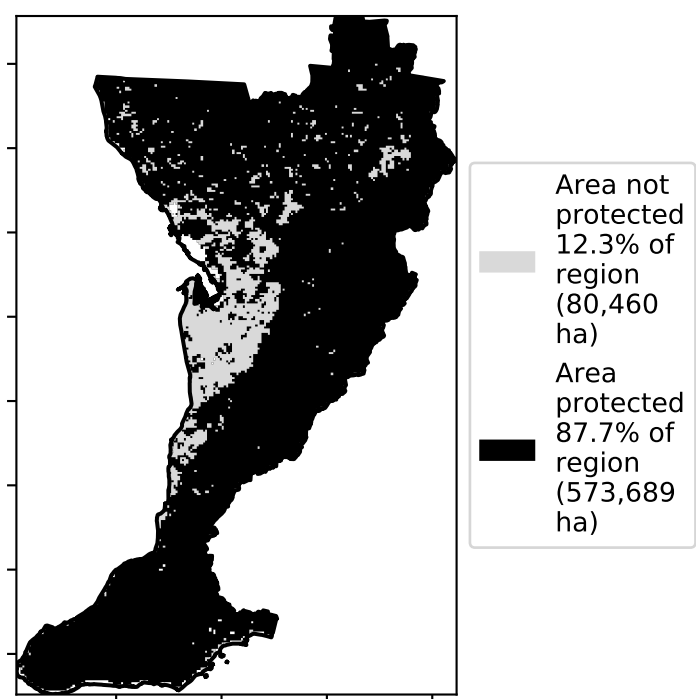 Area not
protected
12.3% of
region
(80,460
ha)
Area
protected
87.7% of
region
(573,689
ha)